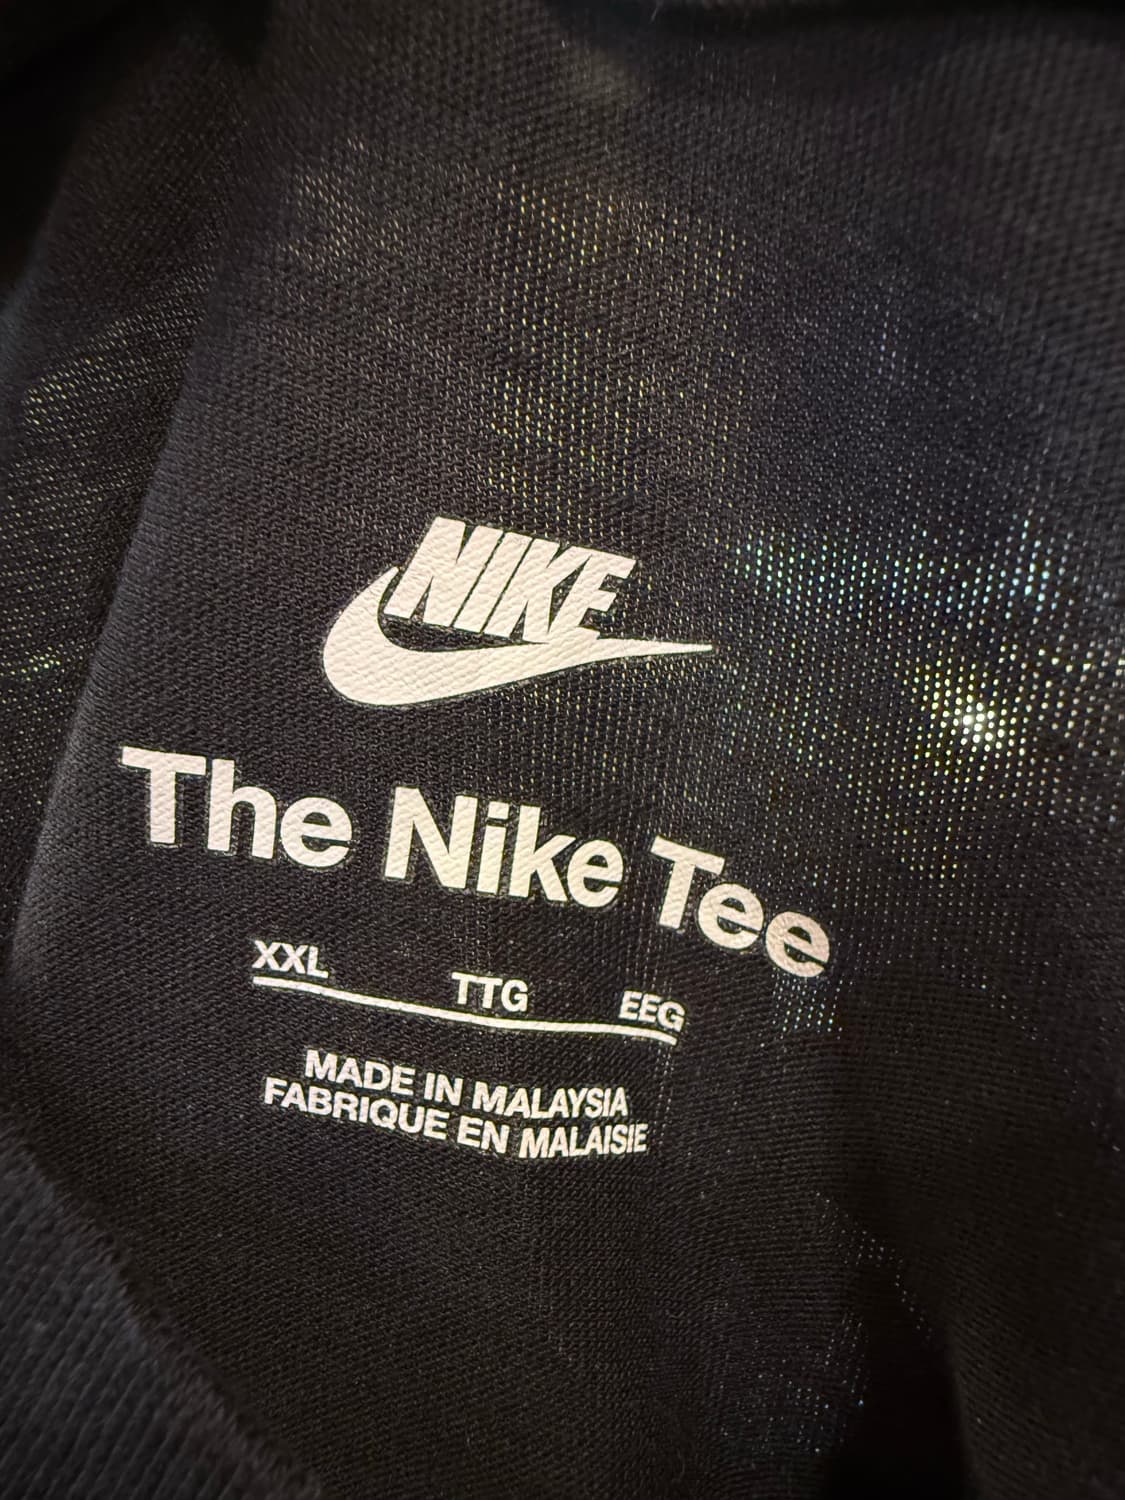 NIKE
The Nike Tee
XXL TTG EEG
MADE IN MALAYSIA
FABRIQUE EN MALAISIE